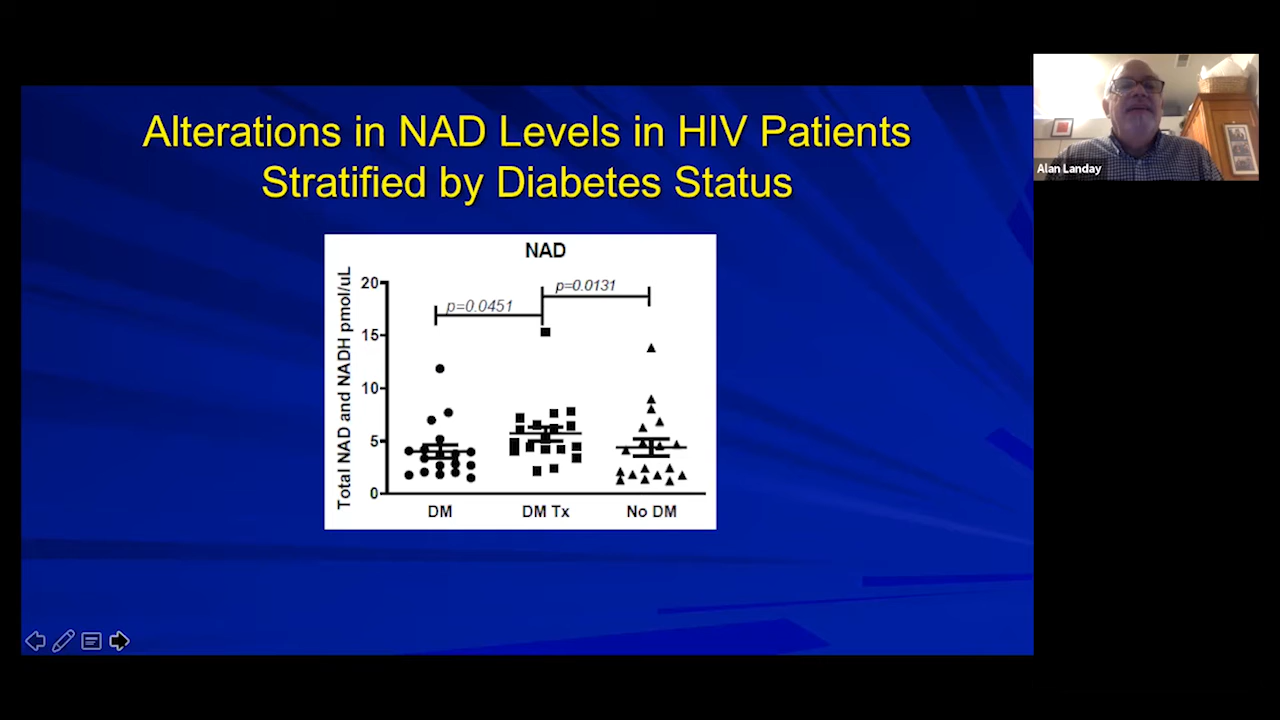 Alterations in NAD Levels in HIV Patients
Stratified by Diabetes Status
Alan Landay
NAD
Total NAD and NADH pmol/uL
20
15
10
5
0
p=0.0451
p=0.0131
DM
DM Tx
No DM